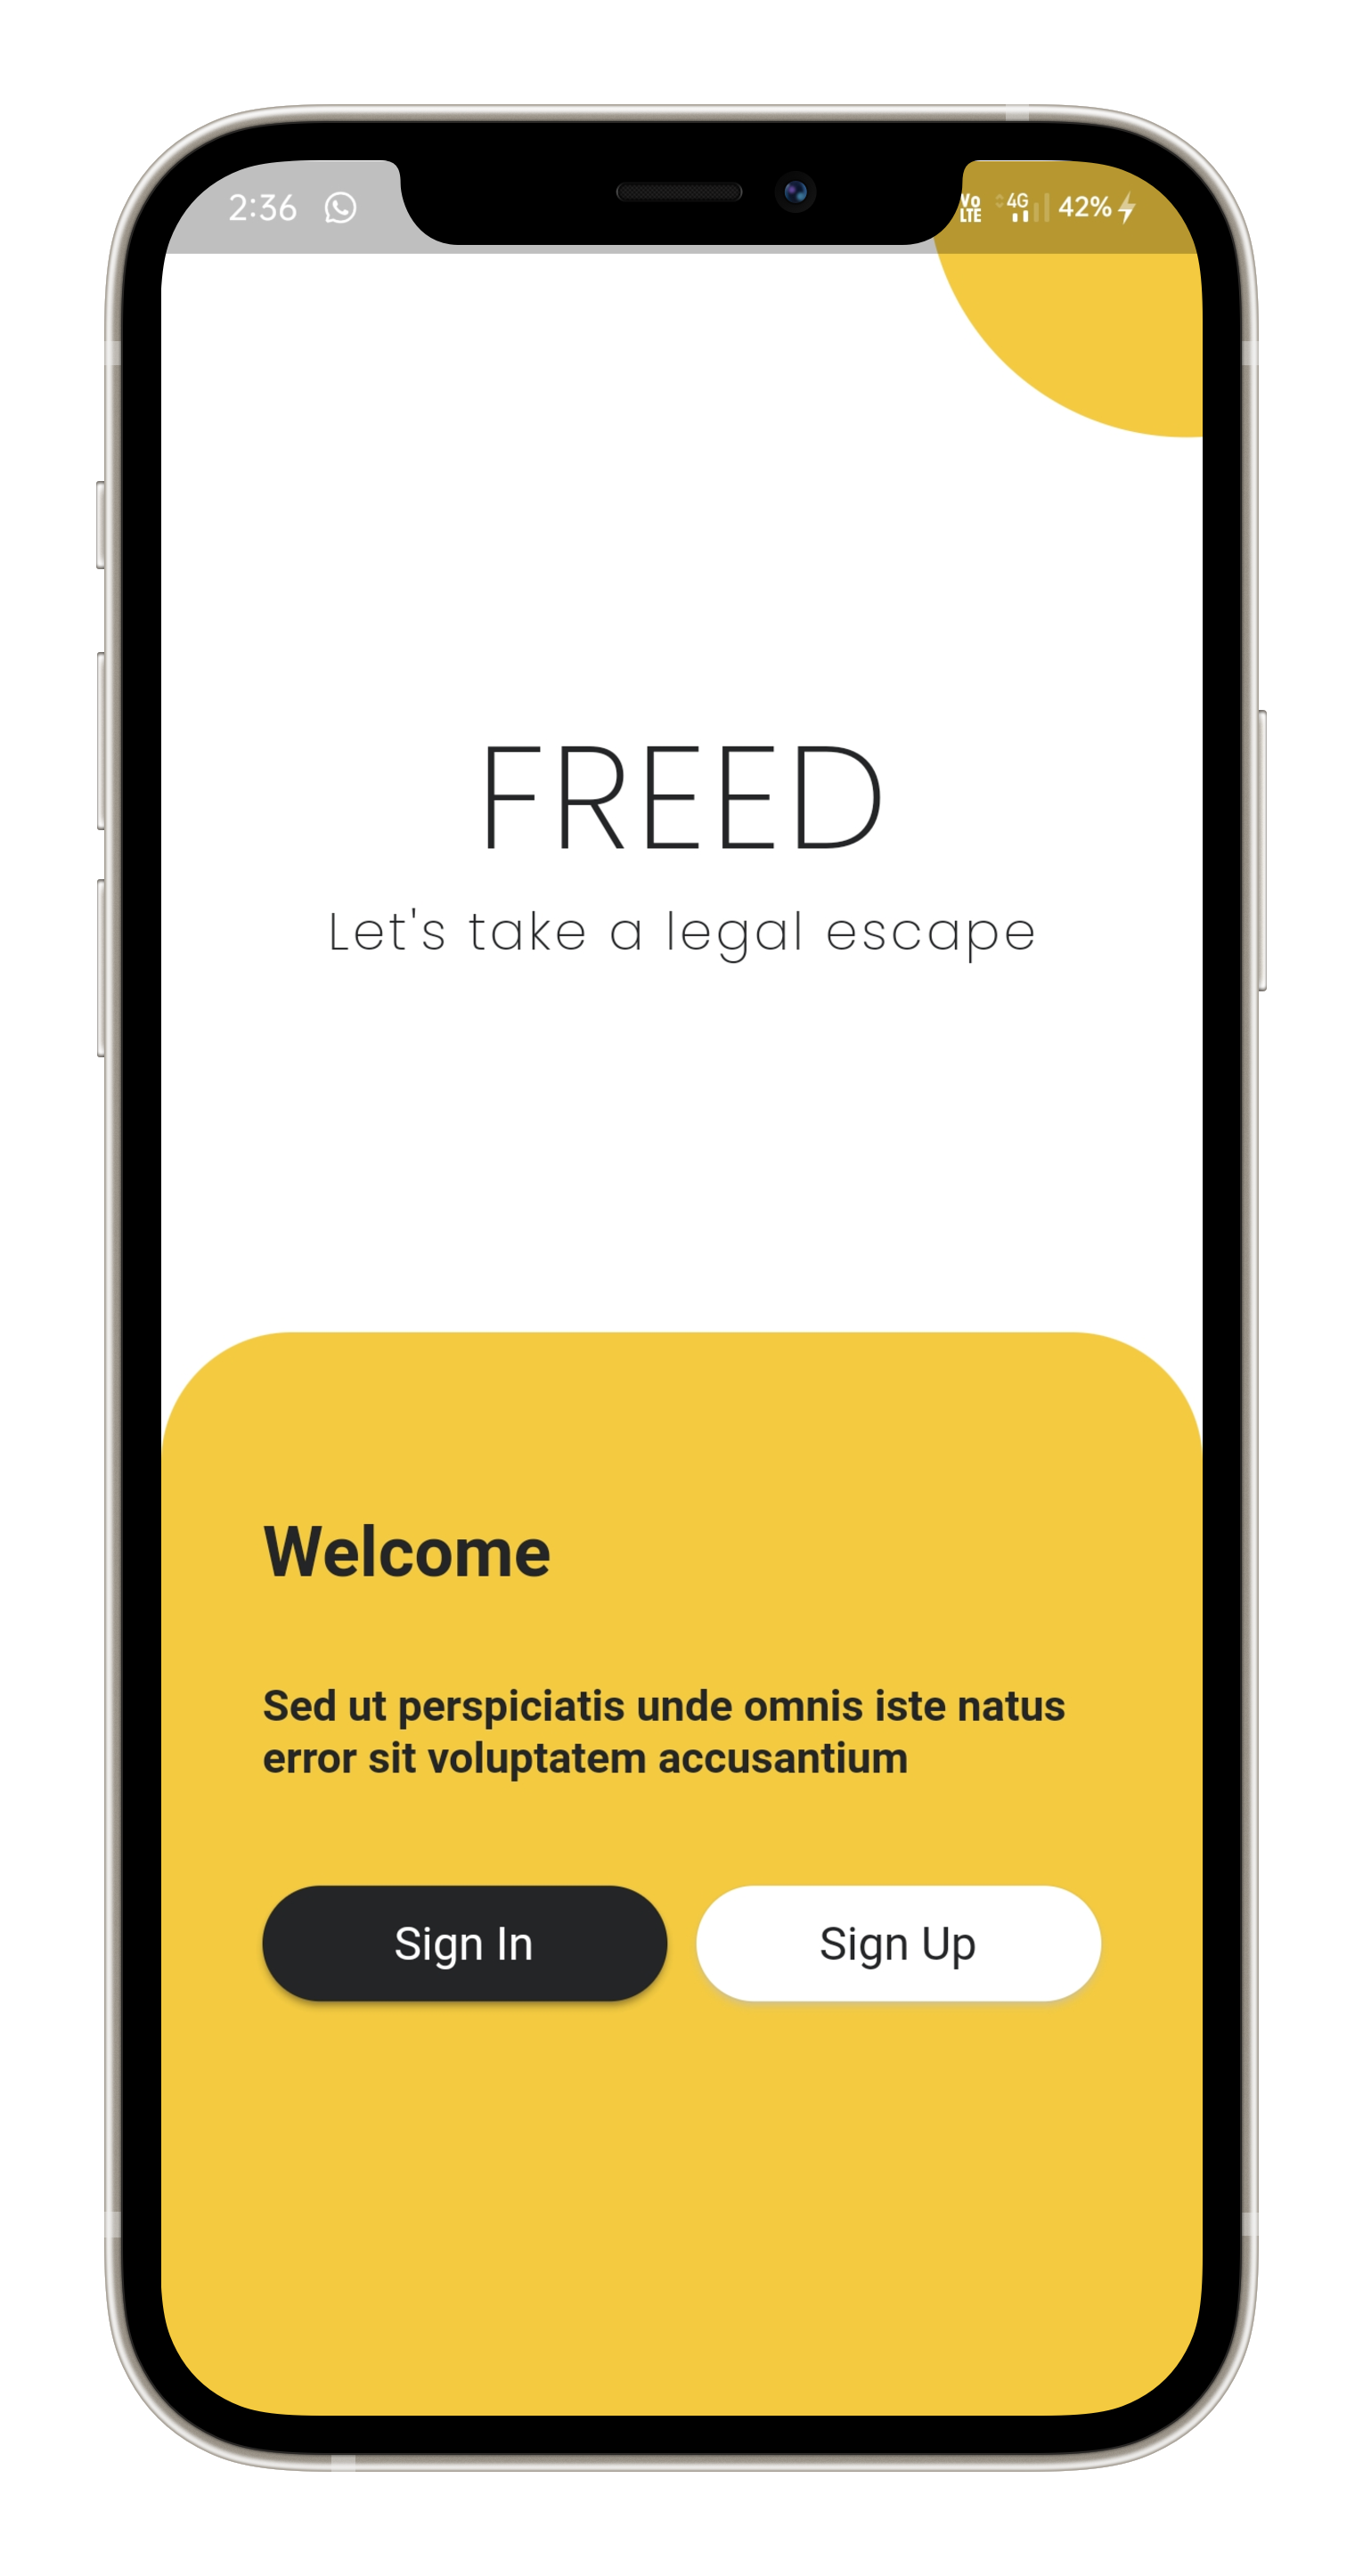 2:36
Vo LTE 4G 42%
FREED
Let's take a legal escape
Welcome
Sed ut perspiciatis unde omnis iste natus
error sit voluptatem accusantium
Sign In Sign Up